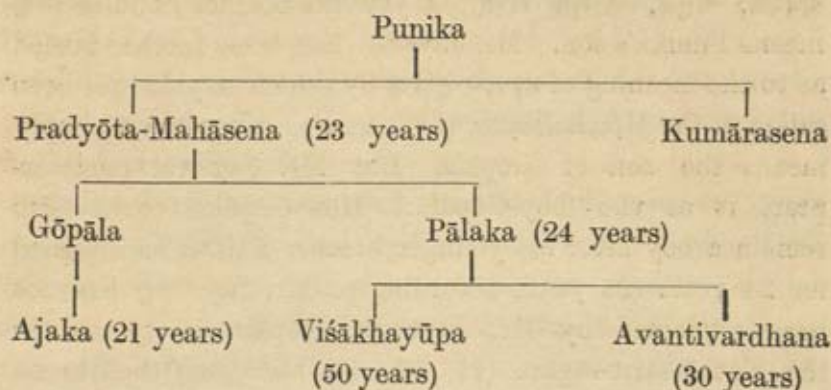 Punika
Pradyōta-Mahāsena (23 years) Kumārasena
Gōpāla Pālaka (24 years)
Ajaka (21 years) Viśākhayūpa Avantivardhana
(50 years) (30 years)